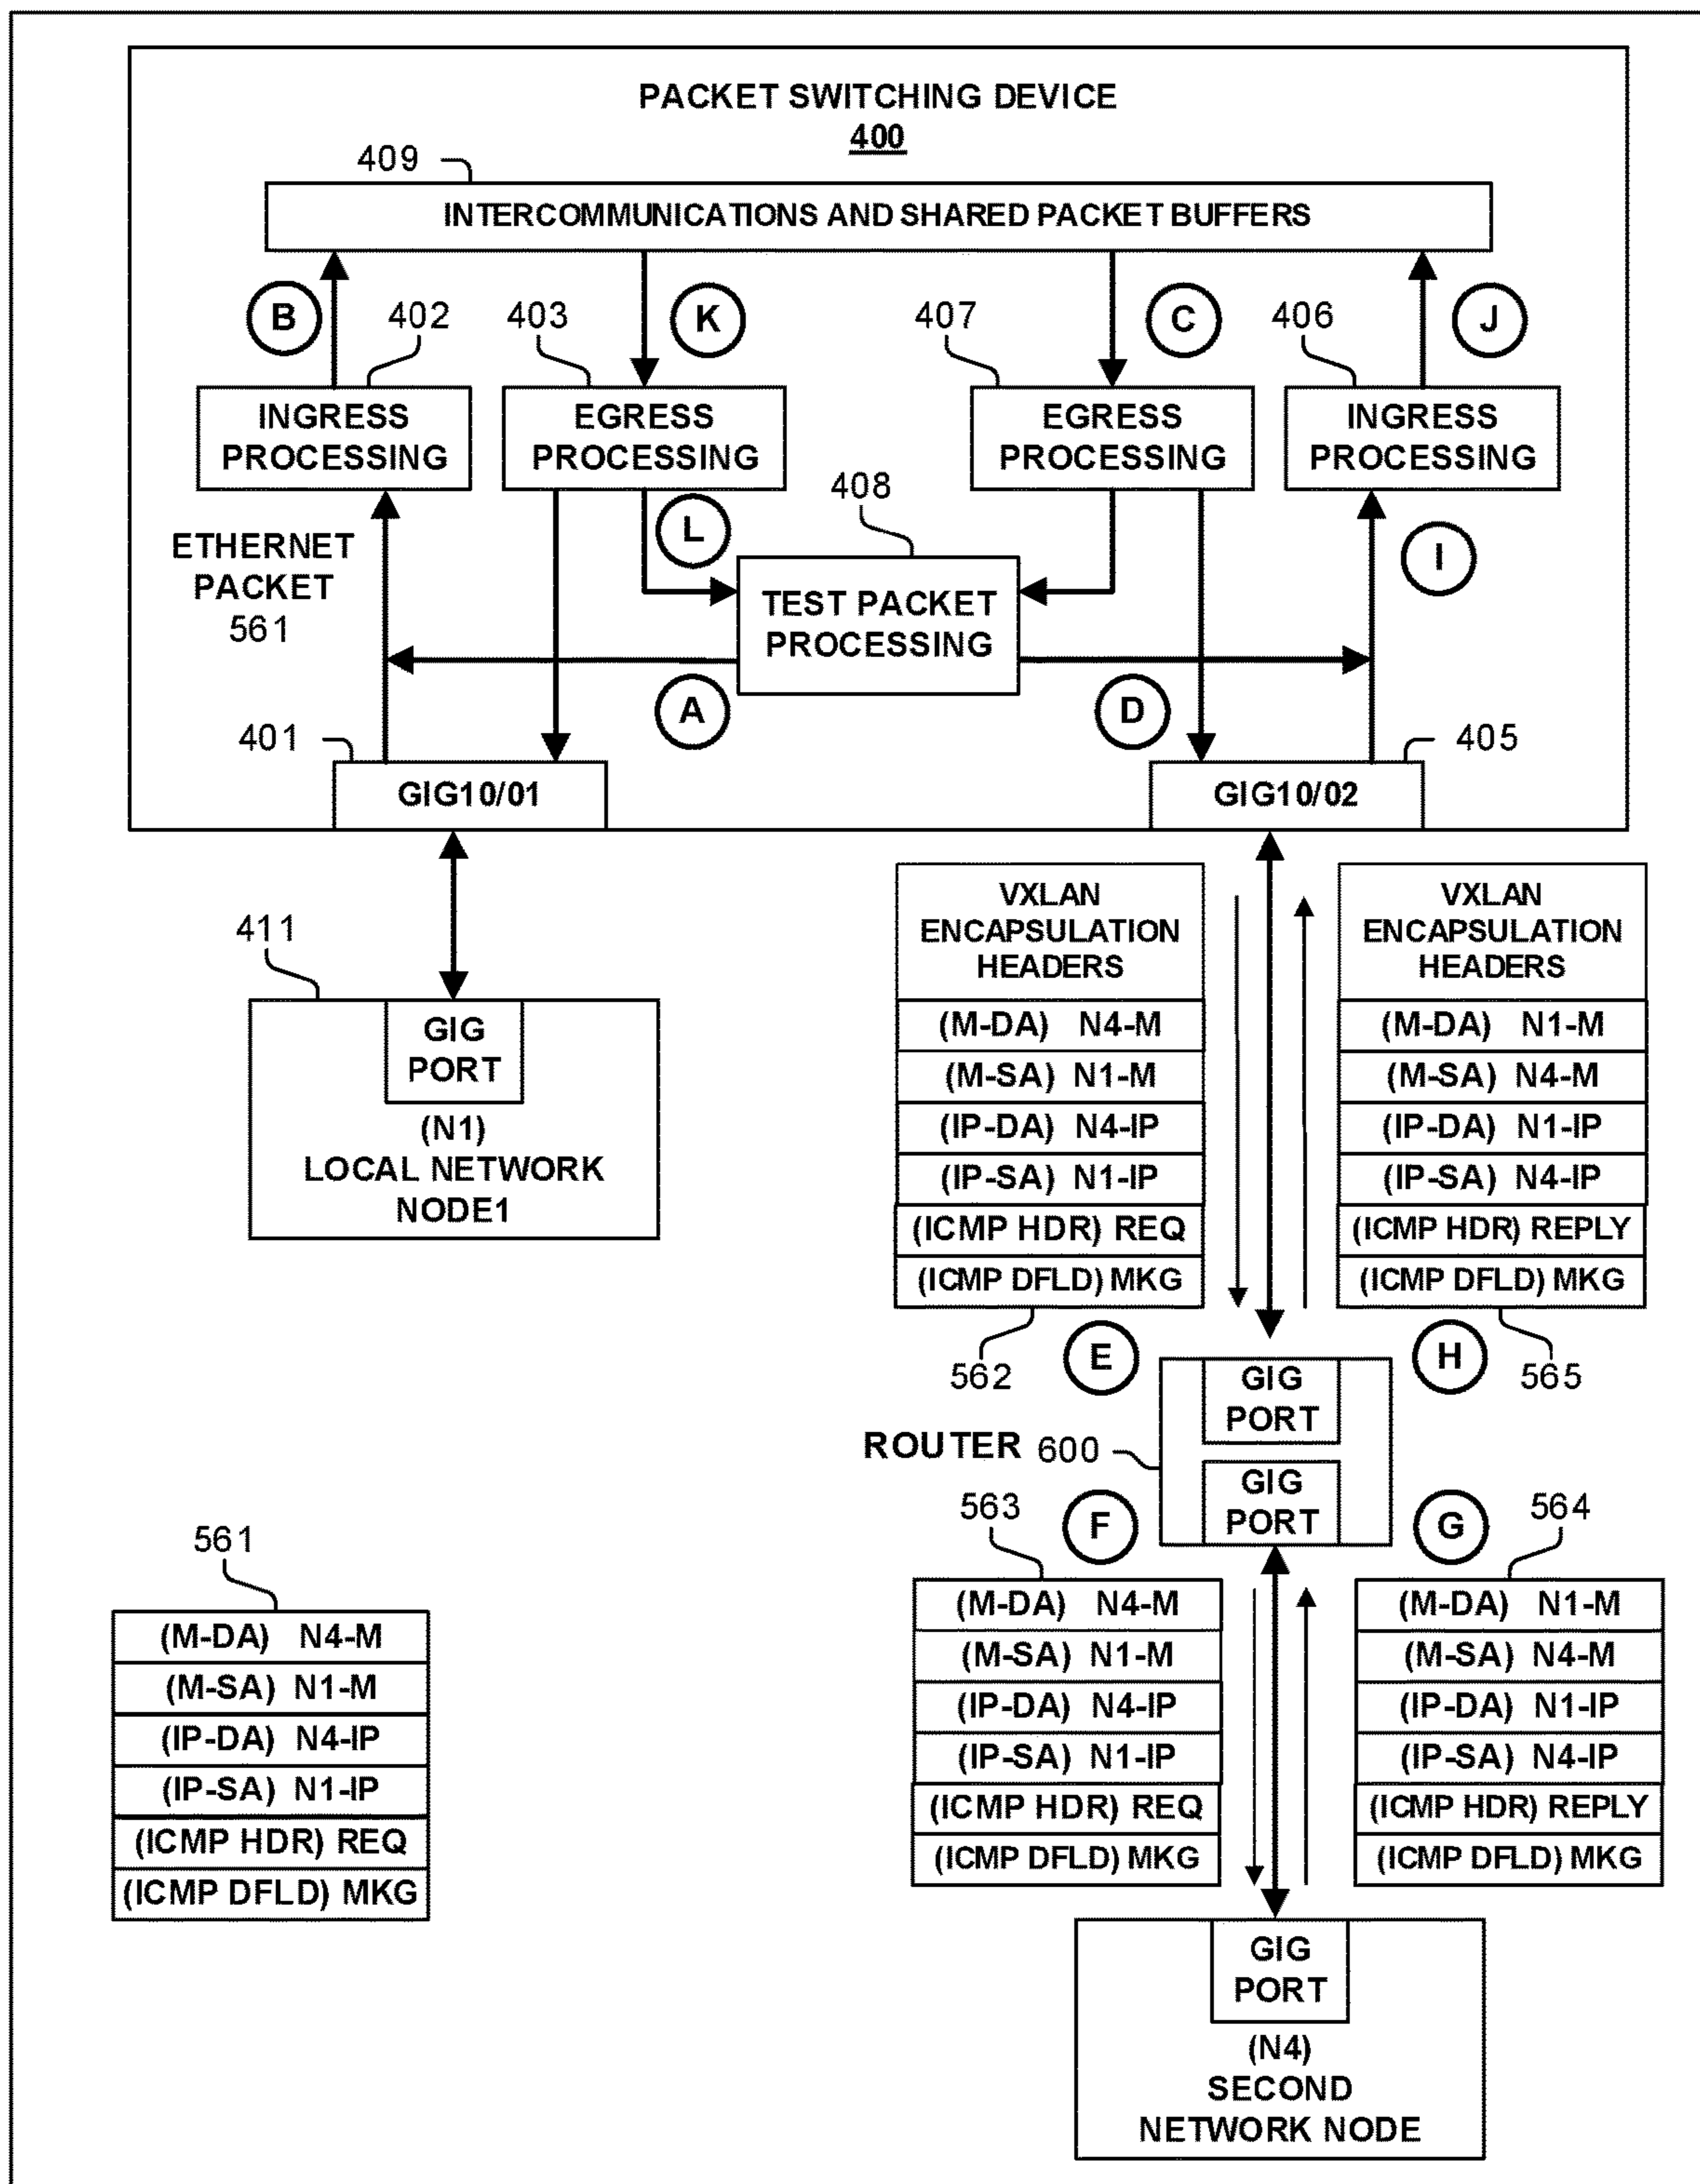 PACKET SWITCHING DEVICE
400
409
INTERCOMMUNICATIONS AND SHARED PACKET BUFFERS
B
402
403
K
407
C
406
J
INGRESS
PROCESSING
EGRESS
PROCESSING
EGRESS
PROCESSING
INGRESS
PROCESSING
408
L
I
ETHERNET
PACKET
561
TEST PACKET
PROCESSING
A
D
401
405
GIG10/01
GIG10/02
411
GIG
PORT
(N1)
LOCAL NETWORK
NODE1
VXLAN
ENCAPSULATION
HEADERS
(M-DA) N4-M
(M-SA) N1-M
(IP-DA) N4-IP
(IP-SA) N1-IP
(ICMP HDR) REQ
(ICMP DFLD) MKG
562
E
VXLAN
ENCAPSULATION
HEADERS
(M-DA) N1-M
(M-SA) N4-M
(IP-DA) N1-IP
(IP-SA) N4-IP
(ICMP HDR) REPLY
(ICMP DFLD) MKG
H
565
GIG
PORT
ROUTER 600
GIG
PORT
563
F
G
564
561
(M-DA) N4-M
(M-SA) N1-M
(IP-DA) N4-IP
(IP-SA) N1-IP
(ICMP HDR) REQ
(ICMP DFLD) MKG
(M-DA) N4-M
(M-SA) N1-M
(IP-DA) N4-IP
(IP-SA) N1-IP
(ICMP HDR) REQ
(ICMP DFLD) MKG
(M-DA) N1-M
(M-SA) N4-M
(IP-DA) N1-IP
(IP-SA) N4-IP
(ICMP HDR) REPLY
(ICMP DFLD) MKG
GIG
PORT
(N4)
SECOND
NETWORK NODE